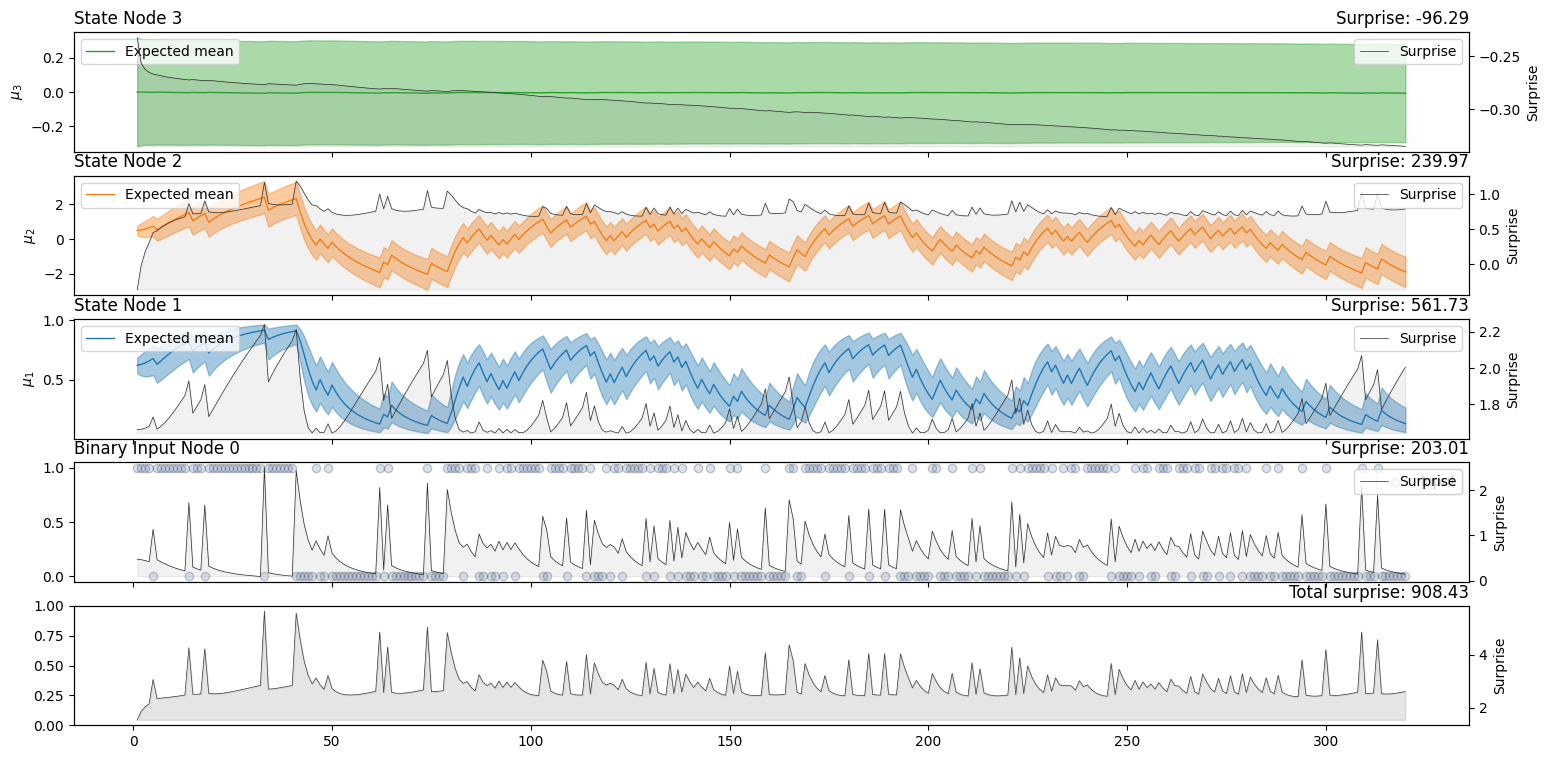 State Node 3
Surprise: -96.29
Expected mean
Surprise
0.2
0.0
−0.2
μ3
−0.25
−0.30
Surprise
State Node 2
Surprise: 239.97
Expected mean
Surprise
2
0
−2
μ2
1.0
0.5
0.0
Surprise
State Node 1
Surprise: 561.73
Expected mean
Surprise
1.0
0.5
μ1
2.2
2.0
1.8
Surprise
Binary Input Node 0
Surprise: 203.01
Surprise
1.0
0.5
0.0
2
1
0
Surprise
Total surprise: 908.43
1.00
0.75
0.50
0.25
0.00
4
2
Surprise
0
50
100
150
200
250
300